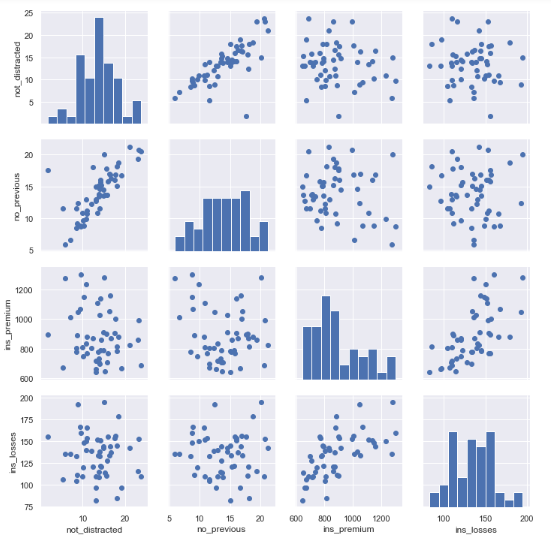 not_distracted
25
20
15
10
5
no_previous
20
15
10
5
ins_premium
1200
1000
800
600
ins_losses
200
175
150
125
100
75
10 20
5 10 15 20
600 800 1000 1200
100 150 200
not_distracted
no_previous
ins_premium
ins_losses